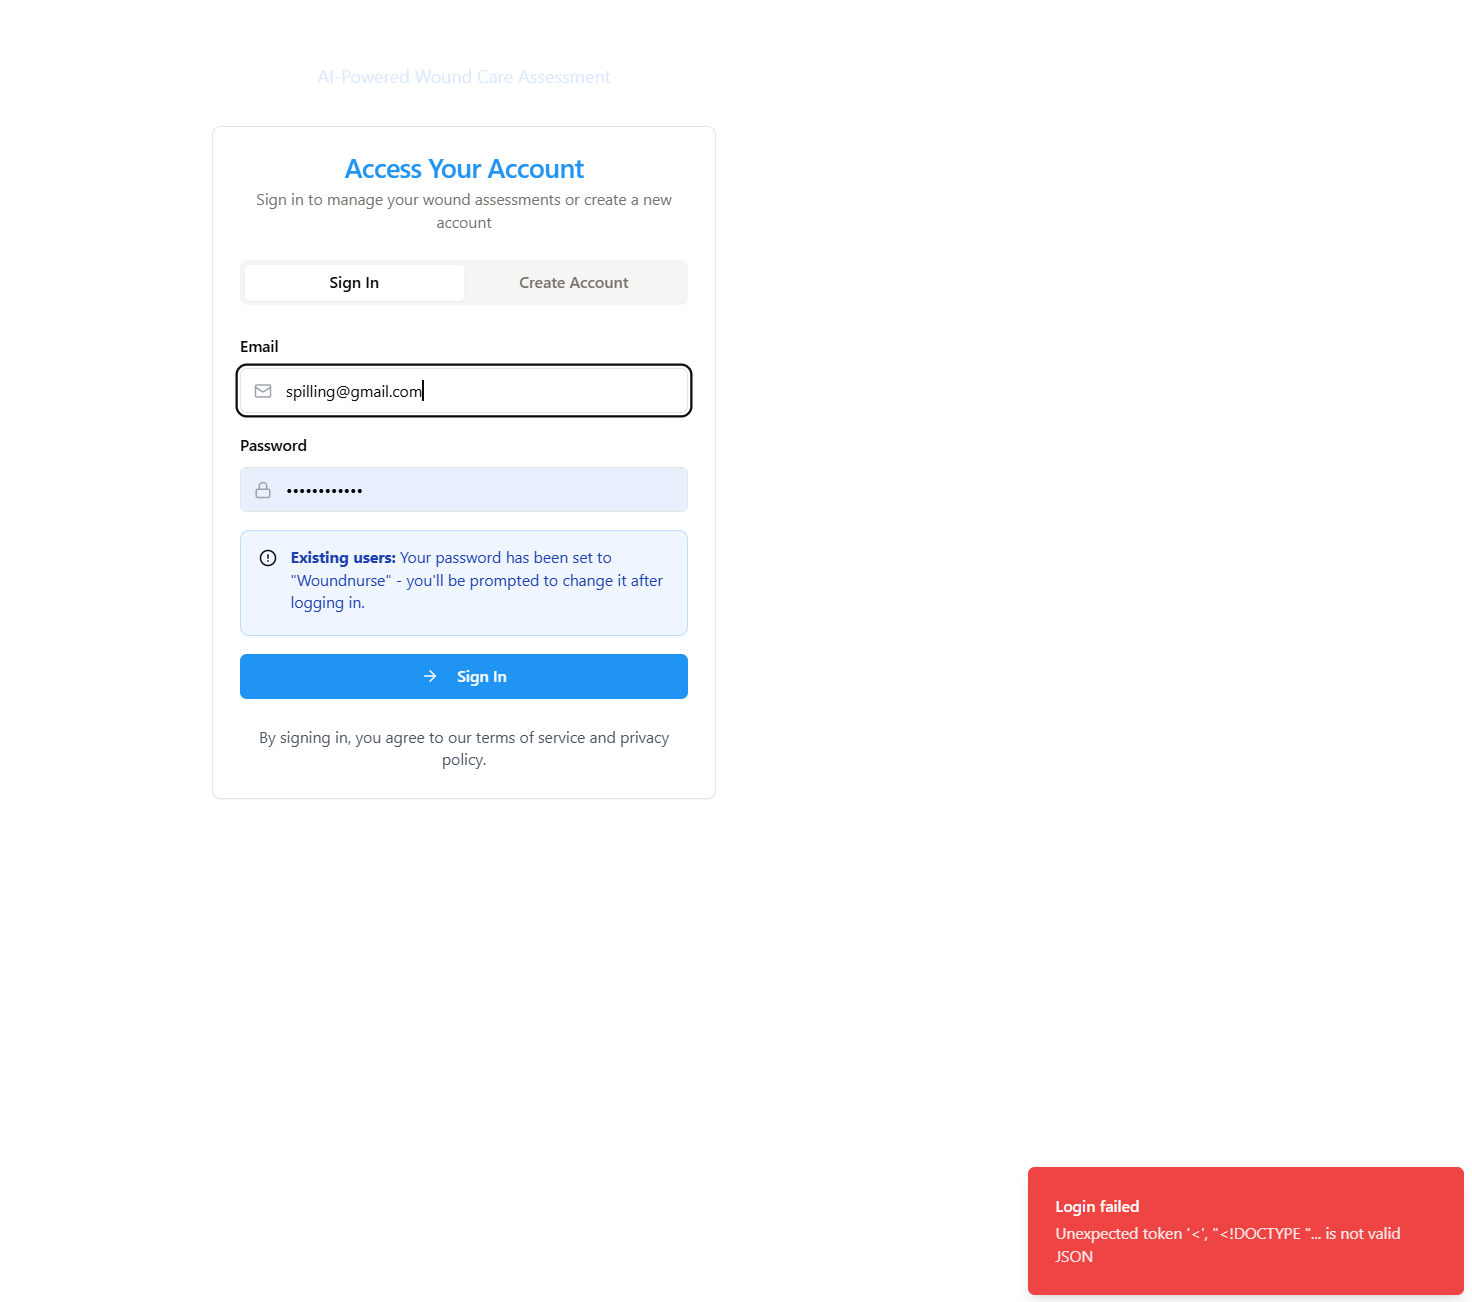 AI-Powered Wound Care Assessment
Access Your Account
Sign in to manage your wound assessments or create a new
account
Sign In
Create Account
Email
spilling@gmail.com
Password
••••••••••••
Existing users: Your password has been set to
"Woundnurse" - you'll be prompted to change it after
logging in.
Sign In
By signing in, you agree to our terms of service and privacy
policy.
Login failed
Unexpected token '<', "<!DOCTYPE "... is not valid
JSON